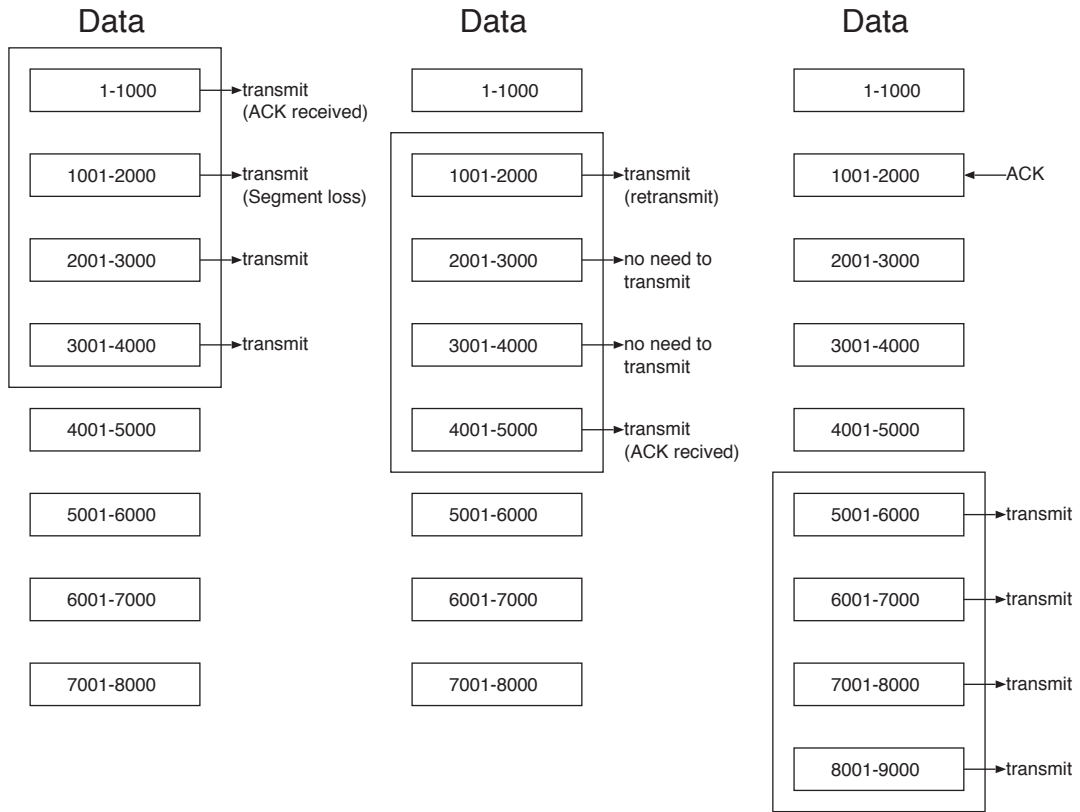 Data
1-1000
transmit
(ACK received)
1001-2000
transmit
(Segment loss)
2001-3000
transmit
3001-4000
transmit
4001-5000
5001-6000
6001-7000
7001-8000
Data
1-1000
1001-2000
transmit
(retransmit)
2001-3000
no need to
transmit
3001-4000
no need to
transmit
4001-5000
transmit
(ACK recived)
5001-6000
6001-7000
7001-8000
Data
1-1000
1001-2000
ACK
2001-3000
3001-4000
4001-5000
5001-6000
transmit
6001-7000
transmit
7001-8000
transmit
8001-9000
transmit